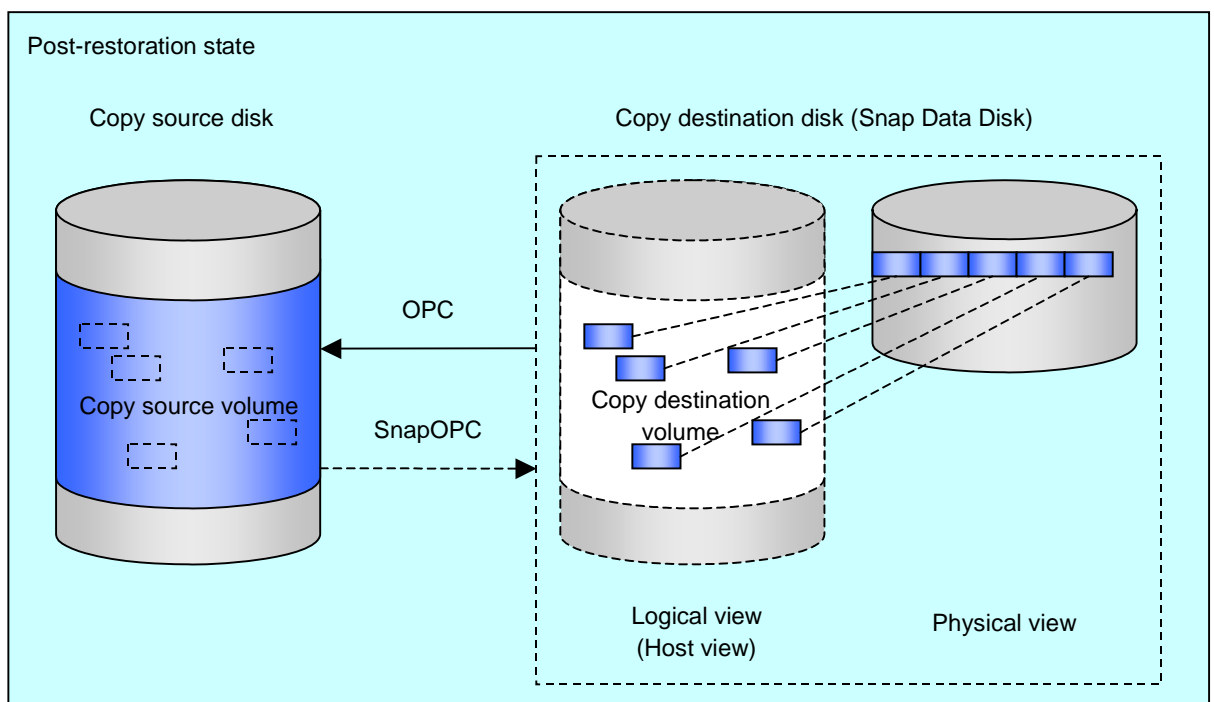 Post-restoration state
Copy source disk
Copy destination disk (Snap Data Disk)
OPC
Copy source volume
SnapOPC
Copy destination
volume
Logical view
(Host view)
Physical view